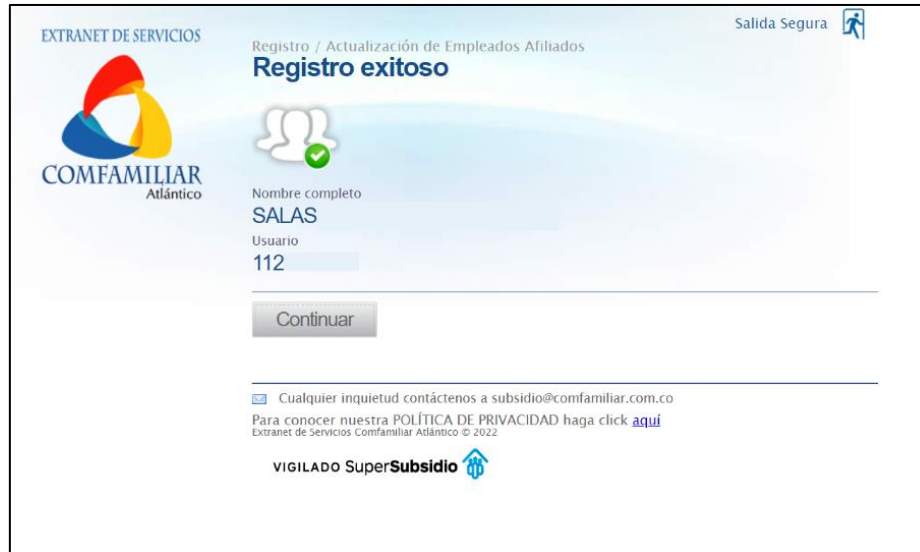 EXTRANET DE SERVICIOS
COMFAMILIAR
Atlántico
Salida Segura
Registro / Actualización de Empleados Afiliados
Registro exitoso
Nombre completo
SALAS
Usuario
112
Continuar
Cualquier inquietud contáctenos a subsidio@comfamiliar.com.co
Para conocer nuestra POLÍTICA DE PRIVACIDAD haga click aquí
Extranet de Servicios Comfamiliar Atlántico © 2022
VIGILADO SuperSubsidio